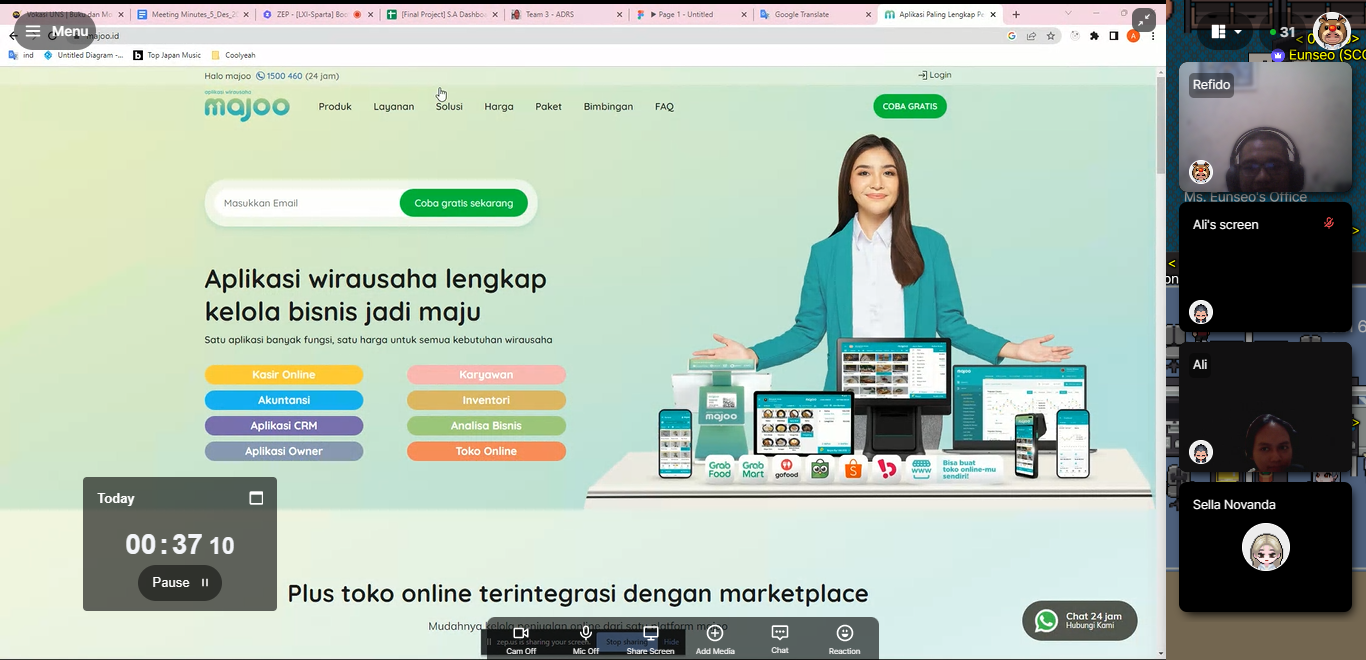 Vokasi UNS | Buku dan Mo
Meeting Minutes_5_Des_2
ZEP - [LXI-Sparta] Boo
[Final Project] S.A Dashboa
Team 3 - ADRS
Page 1 - Untitled
Google Translate
Aplikasi Paling Lengkap P
Menu
majoo.id
ind
Untitled Diagram -...
Top Japan Music
Coolyeah
31
Eunseo (SCC
Halo majoo 1500 460 (24 jam)
Login
aplikasi wirausaha
majoo
Produk
Layanan
Solusi
Harga
Paket
Bimbingan
FAQ
COBA GRATIS
Refido
Ms. Eunseo's Office
Masukkan Email
Coba gratis sekarang
Ali's screen
Aplikasi wirausaha lengkap
kelola bisnis jadi maju
Satu aplikasi banyak fungsi, satu harga untuk semua kebutuhan wirausaha
Kasir Online
Karyawan
Akuntansi
Inventori
Aplikasi CRM
Analisa Bisnis
Aplikasi Owner
Toko Online
Ali
majoo
majoo
Grab
Food
Grab
Mart
gofood
www
Bisa buat
toko online-mu
sendiri!
Sella Novanda
Today
00:37 10
Pause
Plus toko online terintegrasi dengan marketplace
Mudahnya kelola penjualan online dari satu platform majoo
Chat 24 jam
Hubungi Kami
zep.us is sharing your screen.
Stop sharing
Hide
Cam Off
Mic Off
Share Screen
Add Media
Chat
Reaction